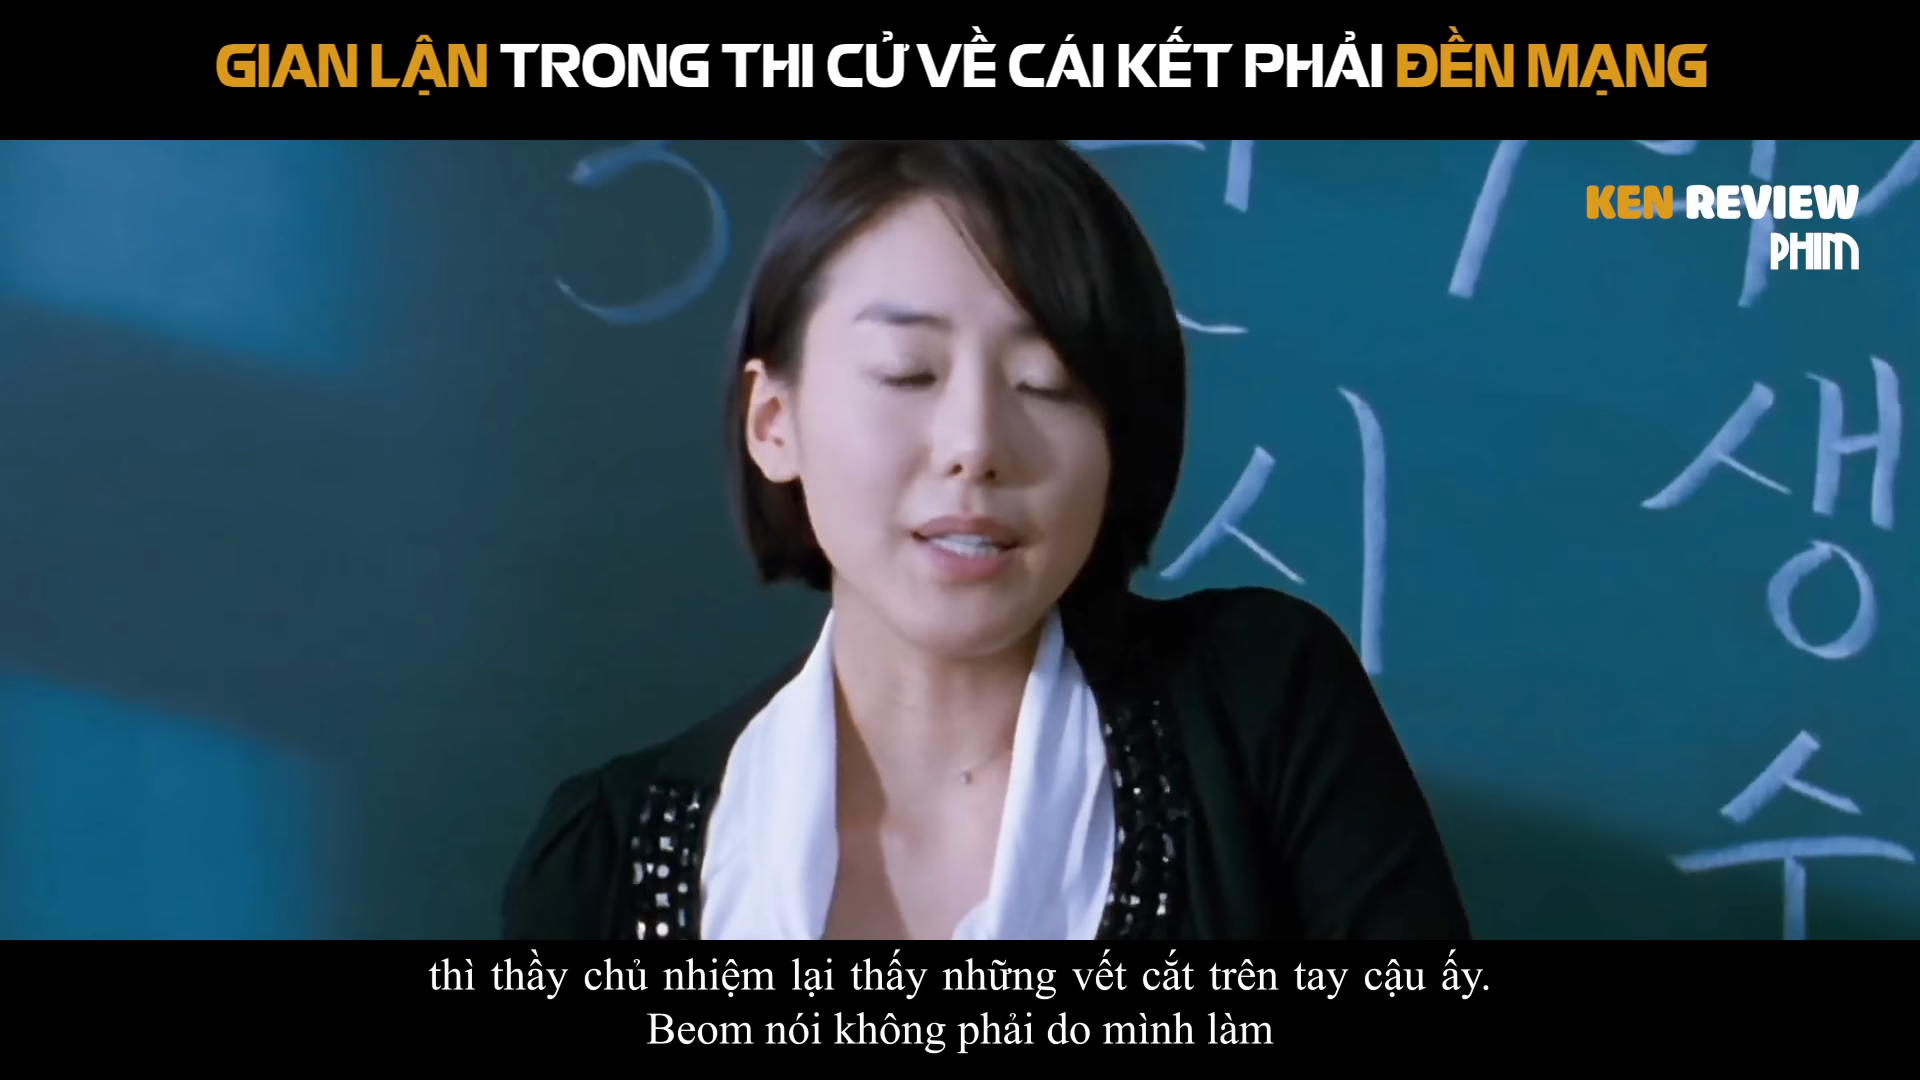 GIAN LẬN TRONG THI CỬ VỀ CÁI KẾT PHẢI ĐỀN MẠNG
KEN REVIEW
PHIM
시
생
수
thì thầy chủ nhiệm lại thấy những vết cắt trên tay cậu ấy.
Beom nói không phải do mình làm